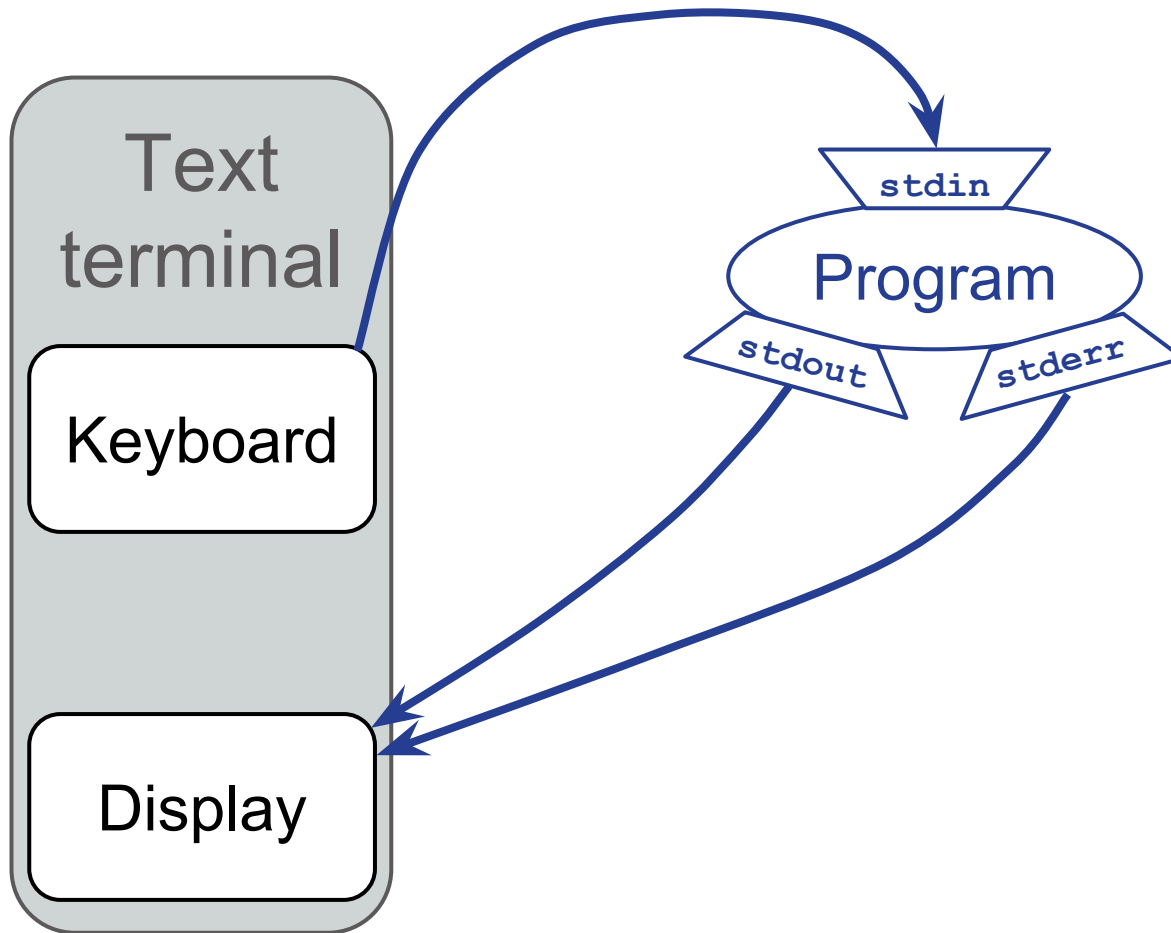 Text
terminal
Keyboard
Display
stdin
Program
stdout
stderr